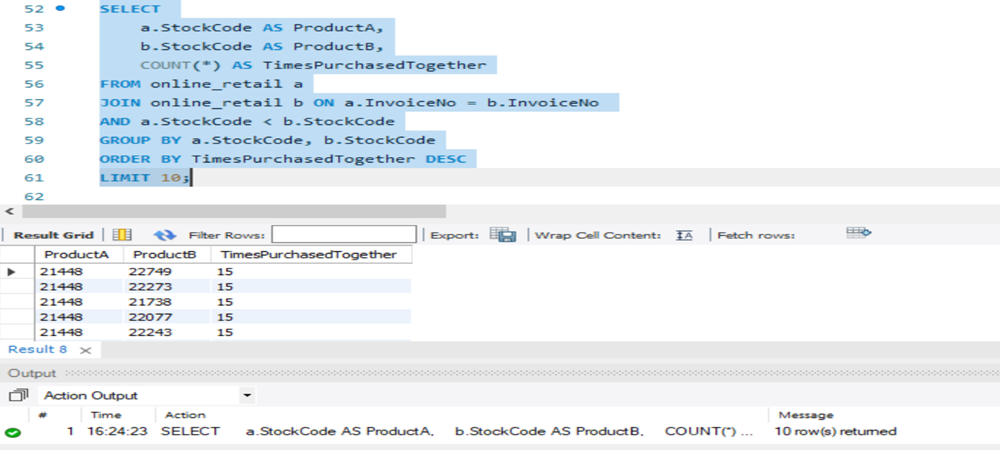 52 SELECT
53 a.StockCode AS ProductA,
54 b.StockCode AS ProductB,
55 COUNT(*) AS TimesPurchasedTogether
56 FROM online_retail a
57 JOIN online_retail b ON a.InvoiceNo = b.InvoiceNo
58 AND a.StockCode < b.StockCode
59 GROUP BY a.StockCode, b.StockCode
60 ORDER BY TimesPurchasedTogether DESC
61 LIMIT 10;
62
Result Grid Filter Rows: Export: Wrap Cell Content: Fetch rows:
ProductA ProductB TimesPurchasedTogether
21448 22749 15
21448 22273 15
21448 21738 15
21448 22077 15
21448 22243 15
Result 8
Output
Action Output
# Time Action Message
1 16:24:23 SELECT a.StockCode AS ProductA, b.StockCode AS ProductB, COUNT(*) ... 10 row(s) returned